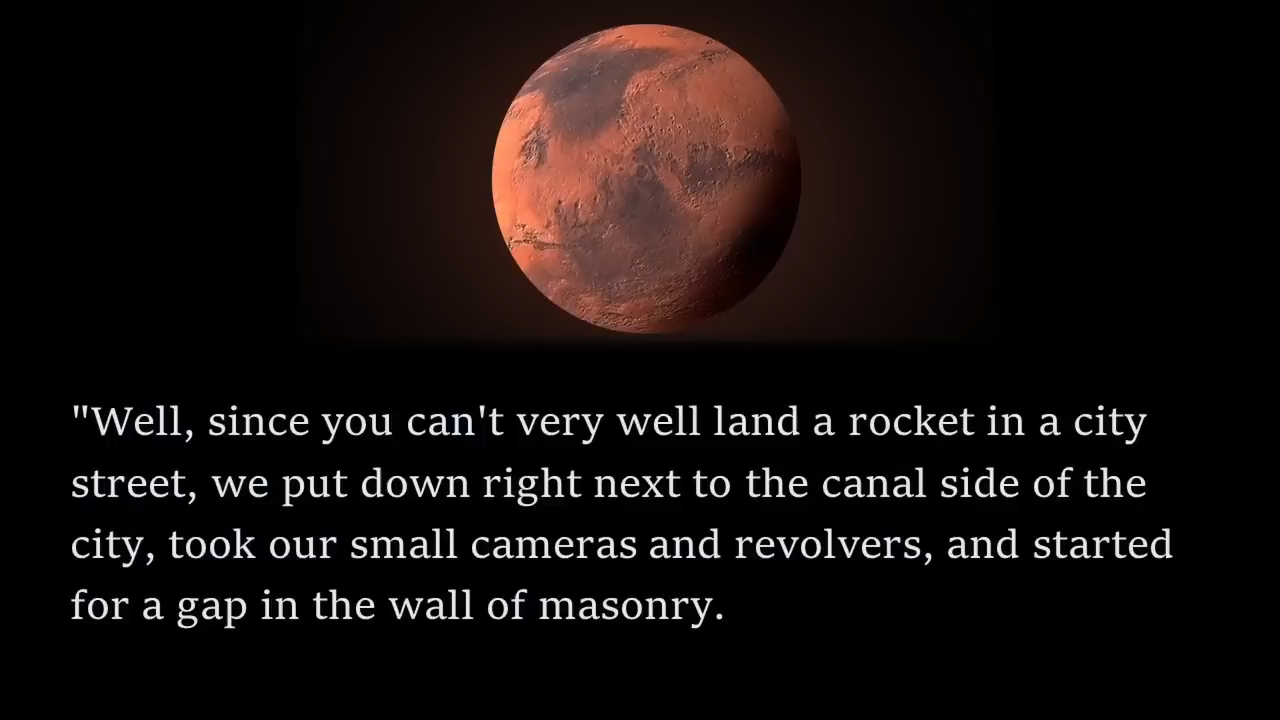 "Well, since you can't very well land a rocket in a city
street, we put down right next to the canal side of the
city, took our small cameras and revolvers, and started
for a gap in the wall of masonry.